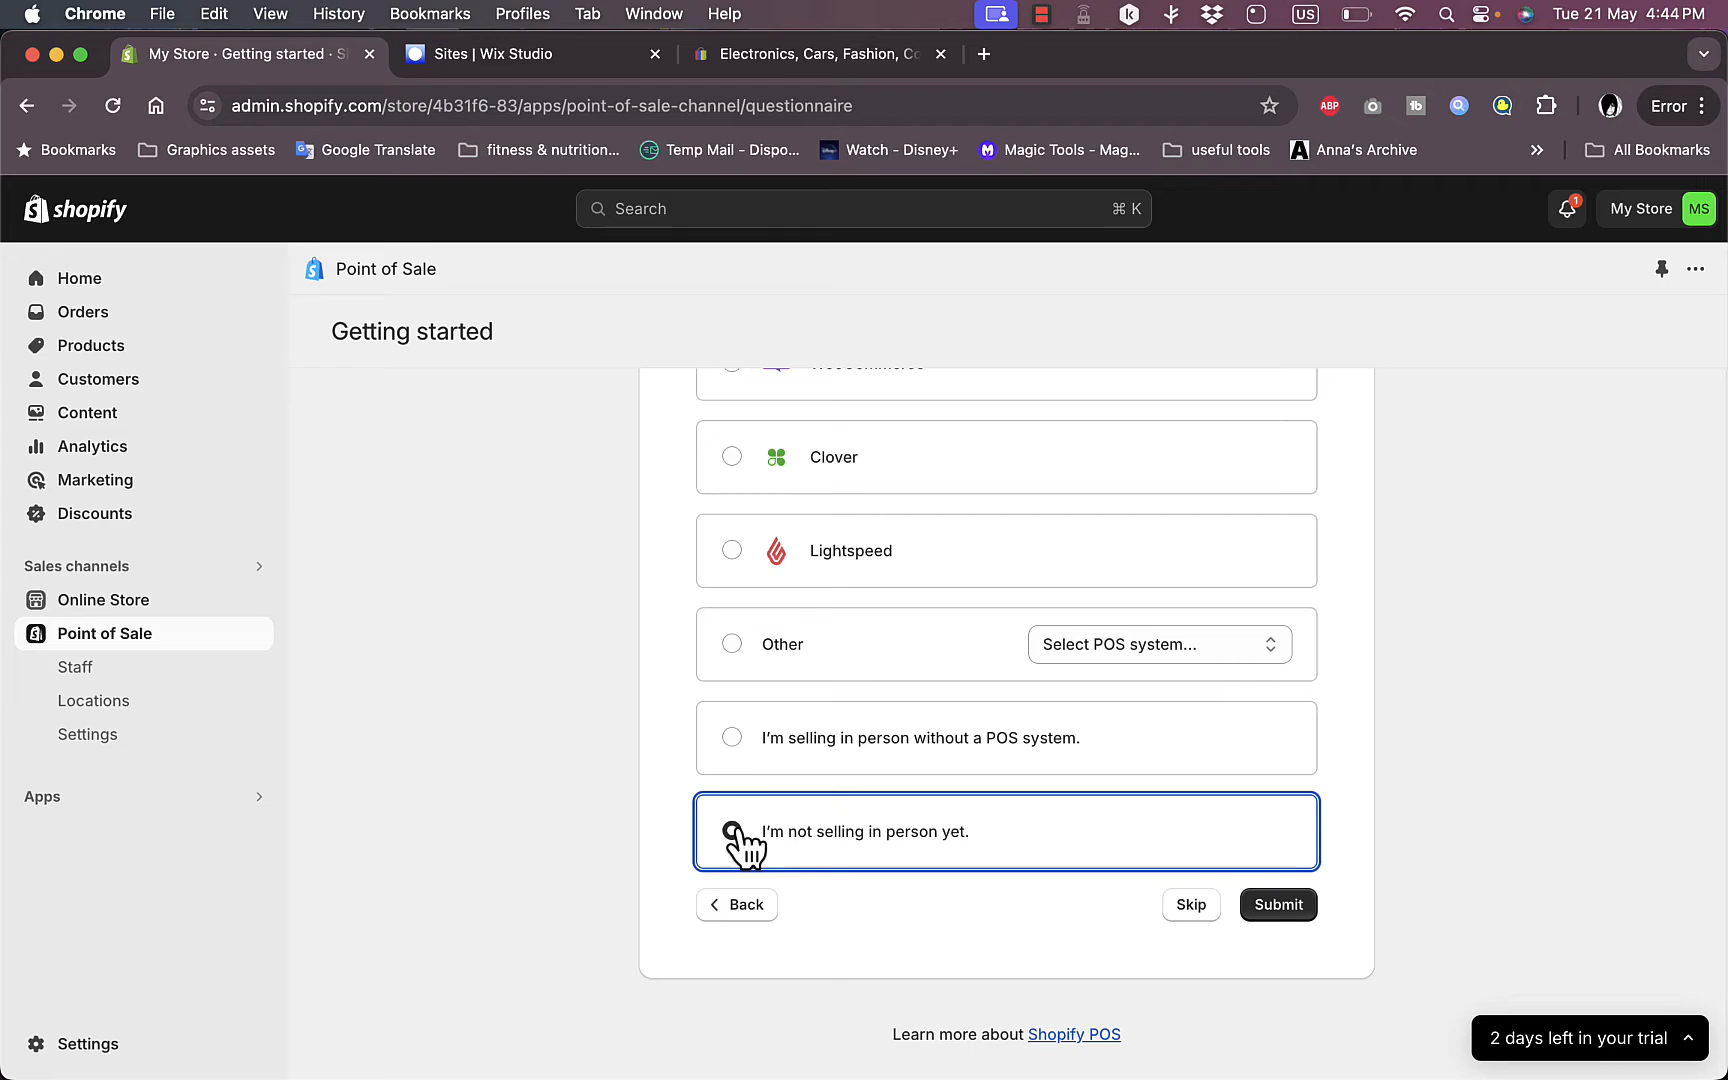 Chrome File Edit View History Bookmarks Profiles Tab Window Help US Tue 21 May 4:44 PM
My Store · Getting started · S
Sites | Wix Studio
Electronics, Cars, Fashion, Co
admin.shopify.com/store/4b31f6-83/apps/point-of-sale-channel/questionnaire
ABP
tb
Error
Bookmarks
Graphics assets
Google Translate
fitness & nutrition...
Temp Mail - Dispo...
Watch - Disney+
Magic Tools - Mag...
useful tools
Anna's Archive
All Bookmarks
shopify
Search
⌘ K
1
My Store
MS
Home
Orders
Products
Customers
Content
Analytics
Marketing
Discounts
Sales channels
Online Store
Point of Sale
Staff
Locations
Settings
Apps
Settings
Point of Sale
Getting started
Clover
Lightspeed
Other
Select POS system...
I'm selling in person without a POS system.
I'm not selling in person yet.
Back
Skip
Submit
Learn more about Shopify POS
2 days left in your trial